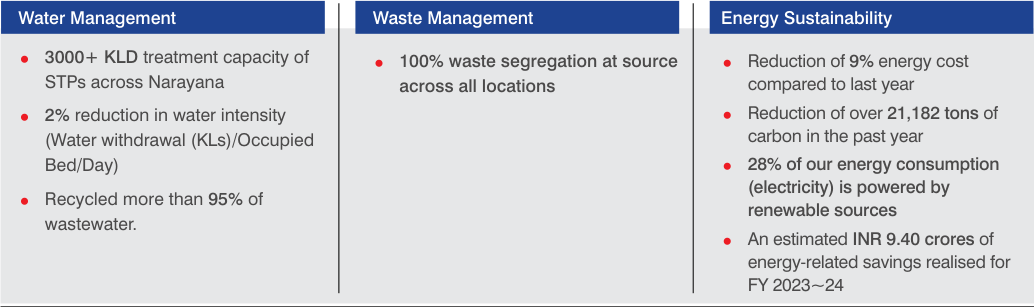 Water Management
• 3000+ KLD treatment capacity of
STPs across Narayana
• 2% reduction in water intensity
(Water withdrawal (KLs)/Occupied
Bed/Day)
• Recycled more than 95% of
wastewater.
Waste Management
• 100% waste segregation at source
across all locations
Energy Sustainability
• Reduction of 9% energy cost
compared to last year
• Reduction of over 21,182 tons of
carbon in the past year
• 28% of our energy consumption
(electricity) is powered by
renewable sources
• An estimated INR 9.40 crores of
energy-related savings realised for
FY 2023~24